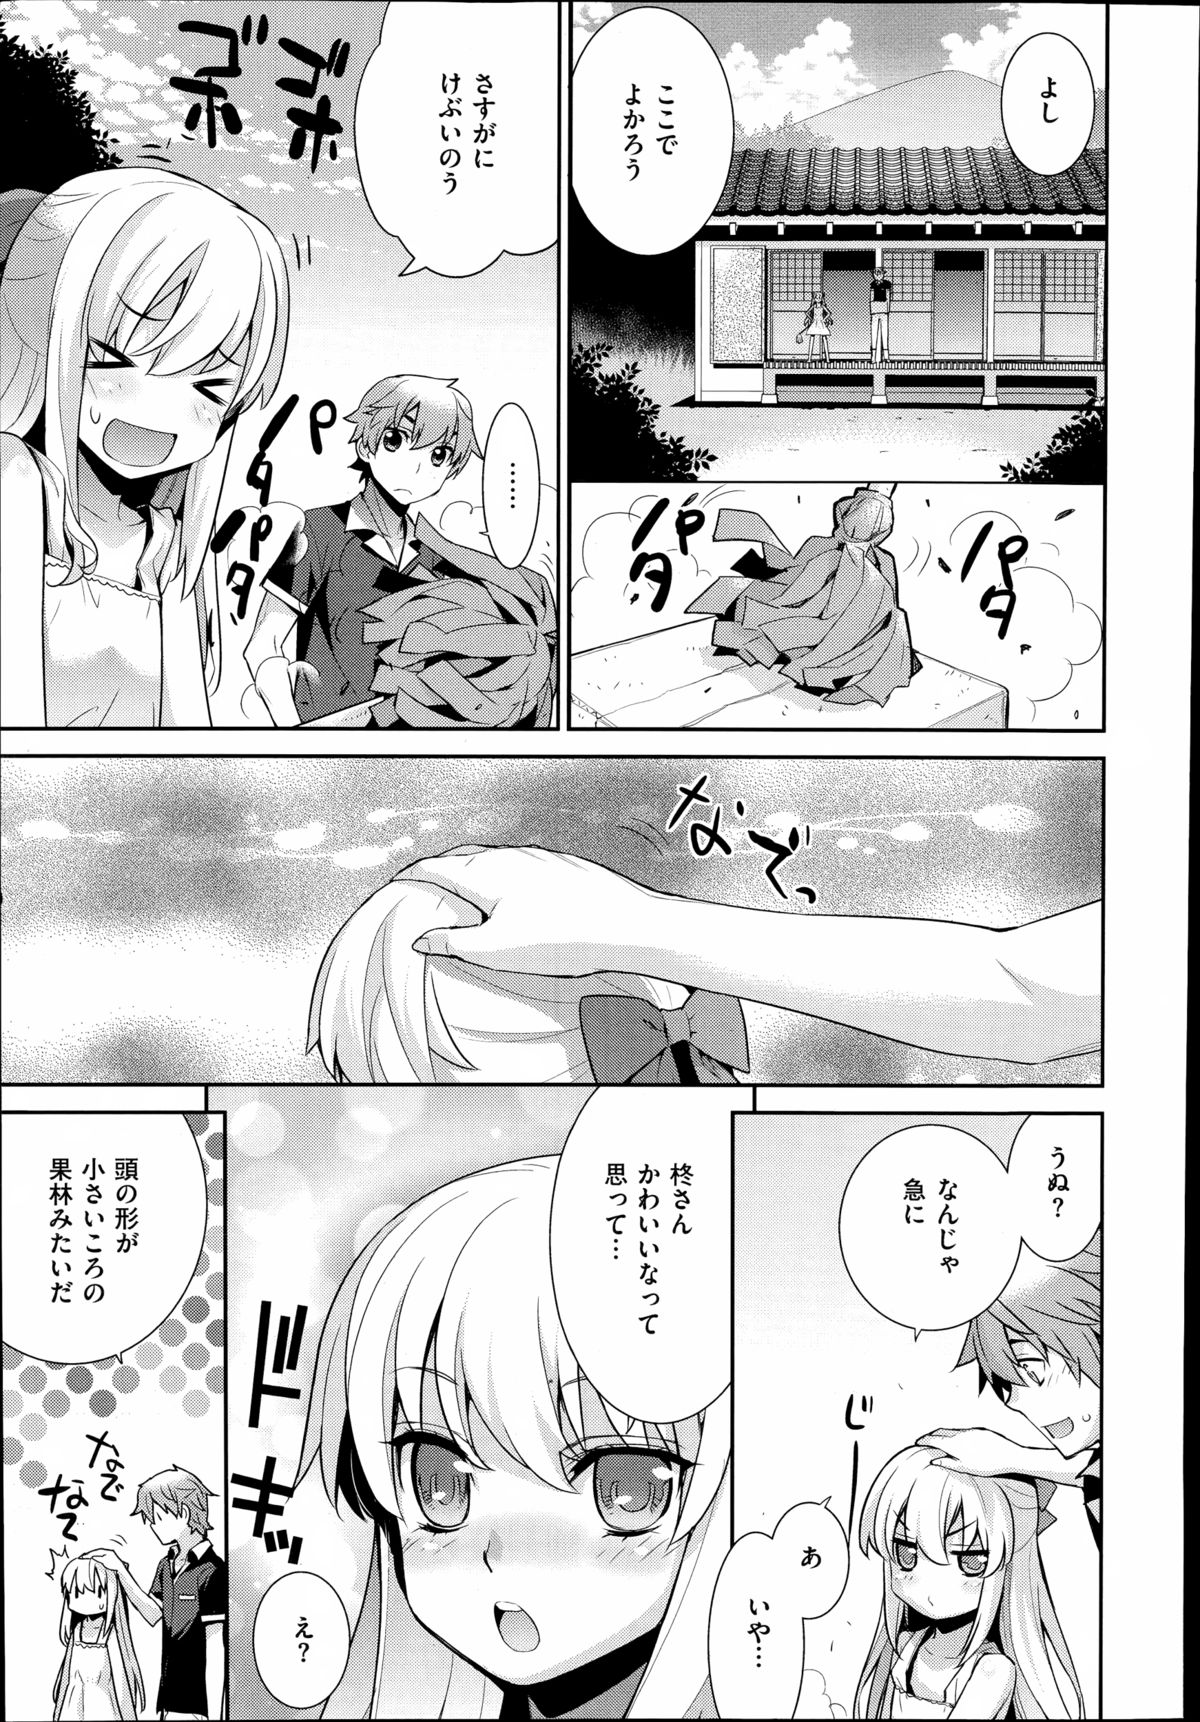 よし
ここで
よかろう
パタ
パタ
さすがに
けぶいのう
ゴホ
ゴホ
……
パタ
パタ
なでっ
うぬ?
なんじゃ
急に
じー
あ
いや…
柊さん
かわいいなって
思って…
ドキッ
え?
頭の形が
小さいころの
果林みたいだ
なで
なで